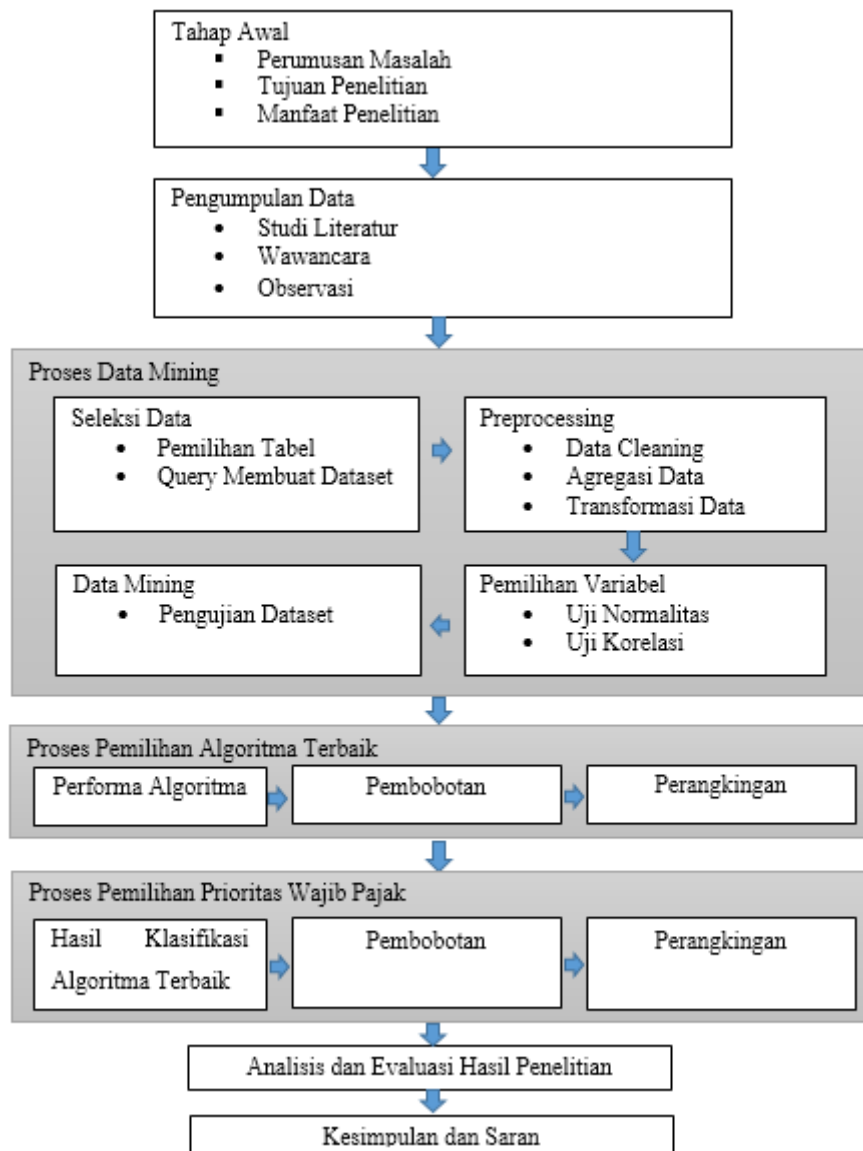 Tahap Awal
▪ Perumusan Masalah
▪ Tujuan Penelitian
▪ Manfaat Penelitian
Pengumpulan Data
• Studi Literatur
• Wawancara
• Observasi
Proses Data Mining
Seleksi Data
• Pemilihan Tabel
• Query Membuat Dataset
Preprocessing
• Data Cleaning
• Agregasi Data
• Transformasi Data
Pemilihan Variabel
• Uji Normalitas
• Uji Korelasi
Data Mining
• Pengujian Dataset
Proses Pemilihan Algoritma Terbaik
Performa Algoritma
Pembobotan
Perangkingan
Proses Pemilihan Prioritas Wajib Pajak
Hasil Klasifikasi
Algoritma Terbaik
Pembobotan
Perangkingan
Analisis dan Evaluasi Hasil Penelitian
Kesimpulan dan Saran